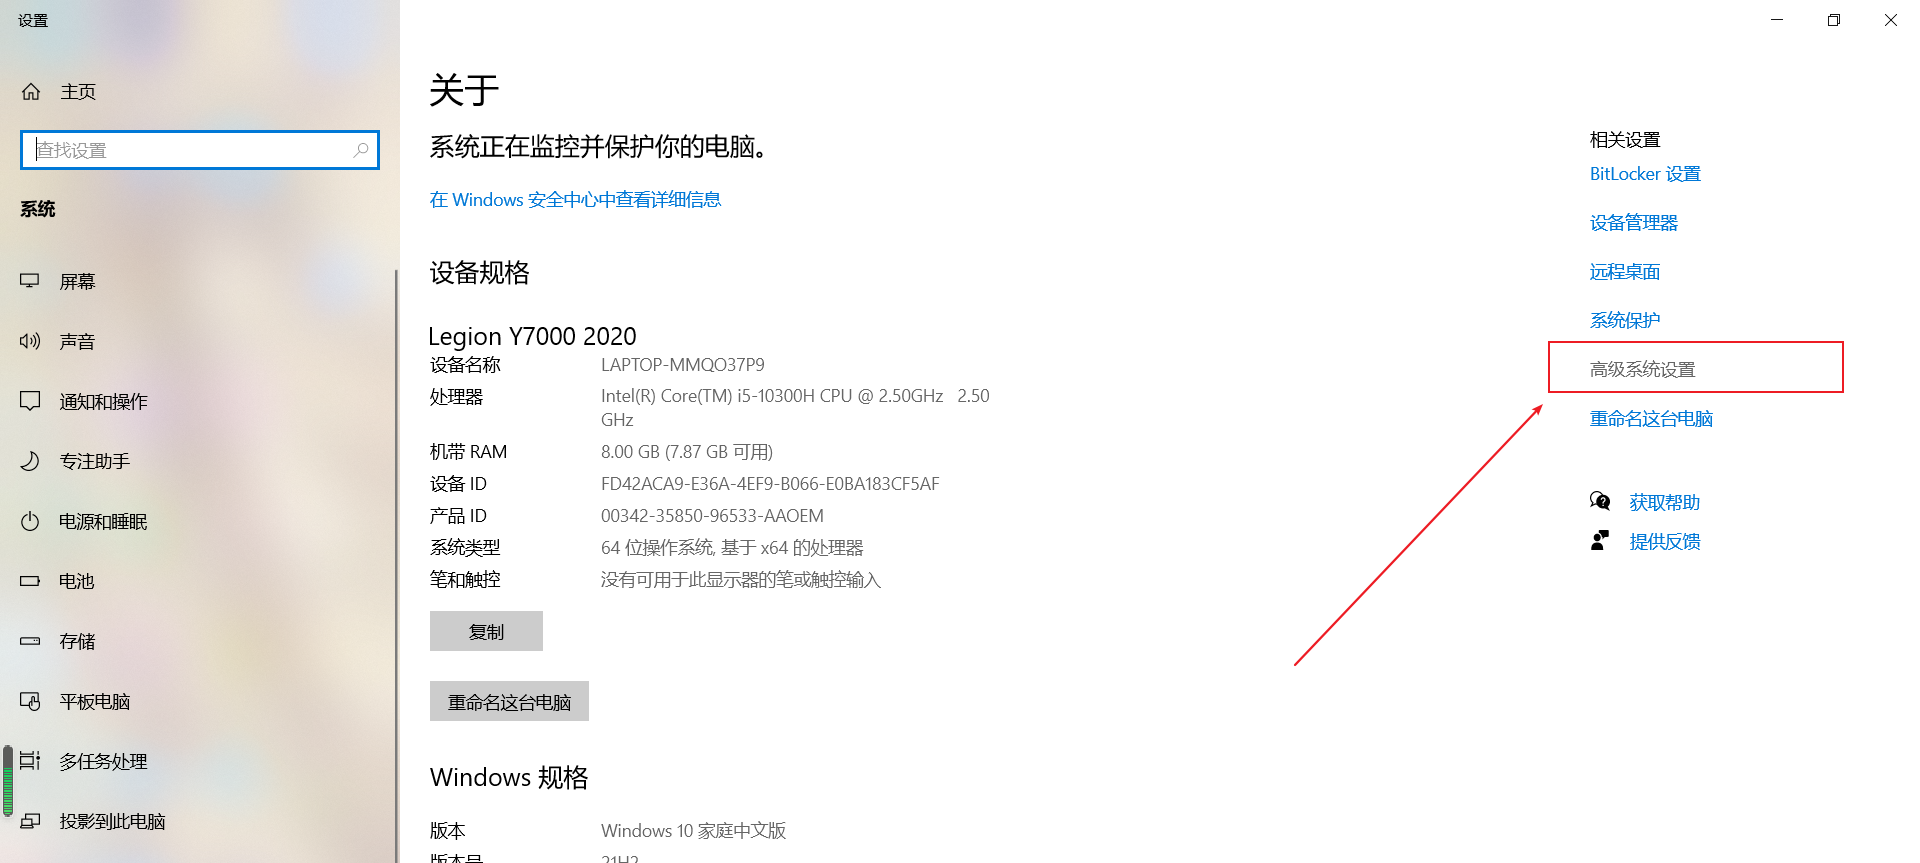 设置
主页
查找设置
系统
屏幕
声音
通知和操作
专注助手
电源和睡眠
电池
存储
平板电脑
多任务处理
投影到此电脑
关于
系统正在监控并保护你的电脑。
在 Windows 安全中心中查看详细信息
设备规格
Legion Y7000 2020
设备名称 LAPTOP-MMQO37P9
处理器 Intel(R) Core(TM) i5-10300H CPU @ 2.50GHz 2.50
GHz
机带 RAM 8.00 GB (7.87 GB 可用)
设备 ID FD42ACA9-E36A-4EF9-B066-E0BA183CF5AF
产品 ID 00342-35850-96533-AAOEM
系统类型 64 位操作系统, 基于 x64 的处理器
笔和触控 没有可用于此显示器的笔或触控输入
复制
重命名这台电脑
Windows 规格
版本 Windows 10 家庭中文版
版本号 21H2
相关设置
BitLocker 设置
设备管理器
远程桌面
系统保护
高级系统设置
重命名这台电脑
获取帮助
提供反馈